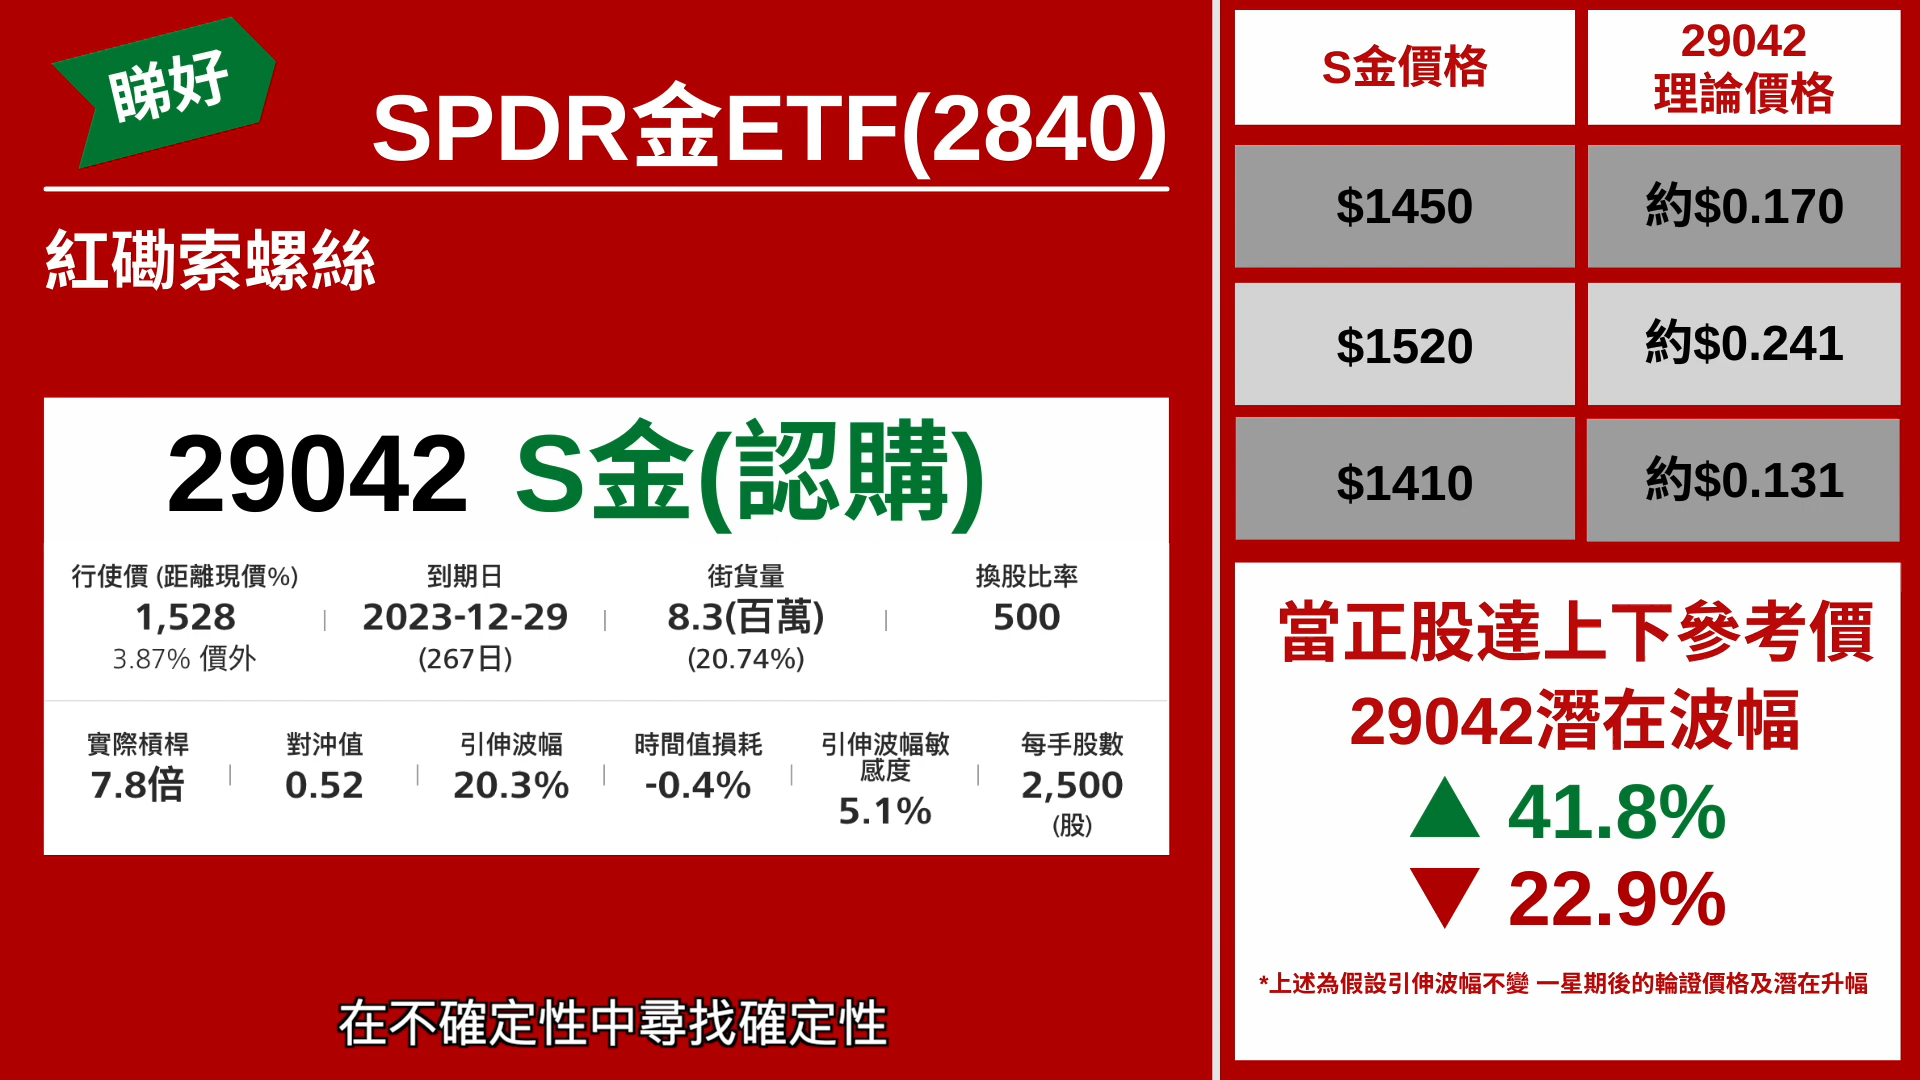 睇好
SPDR金ETF(2840)
紅磡索螺絲
29042 S金(認購)
行使價 (距離現價%)
1,528
3.87% 價外
到期日
2023-12-29
(267日)
街貨量
8.3(百萬)
(20.74%)
換股比率
500
實際槓桿
7.8倍
對沖值
0.52
引伸波幅
20.3%
時間值損耗
-0.4%
引伸波幅敏
感度
5.1%
每手股數
2,500
(股)
在不確定性中尋找確定性
S金價格
29042
理論價格
$1450
約$0.170
$1520
約$0.241
$1410
約$0.131
當正股達上下參考價
29042潛在波幅
▲ 41.8%
▼ 22.9%
*上述為假設引伸波幅不變 一星期後的輪證價格及潛在升幅